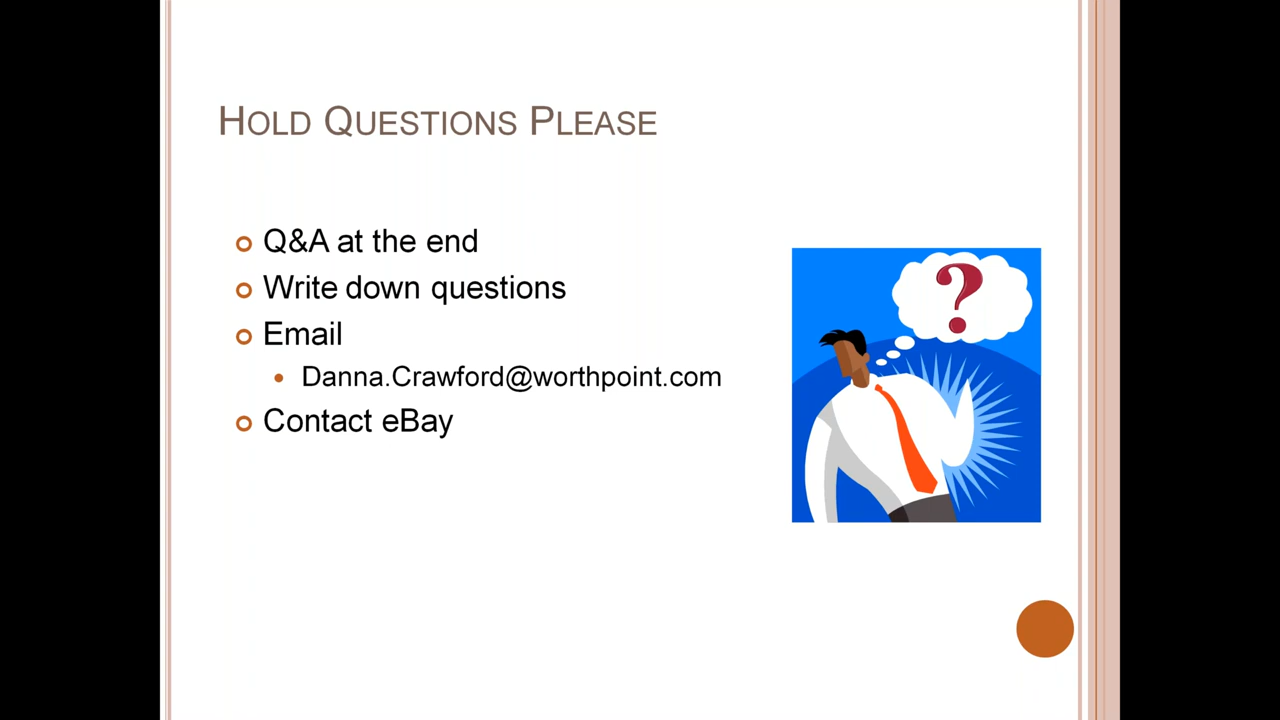 Hold Questions Please
Q&A at the end
Write down questions
Email
Danna.Crawford@worthpoint.com
Contact eBay
?